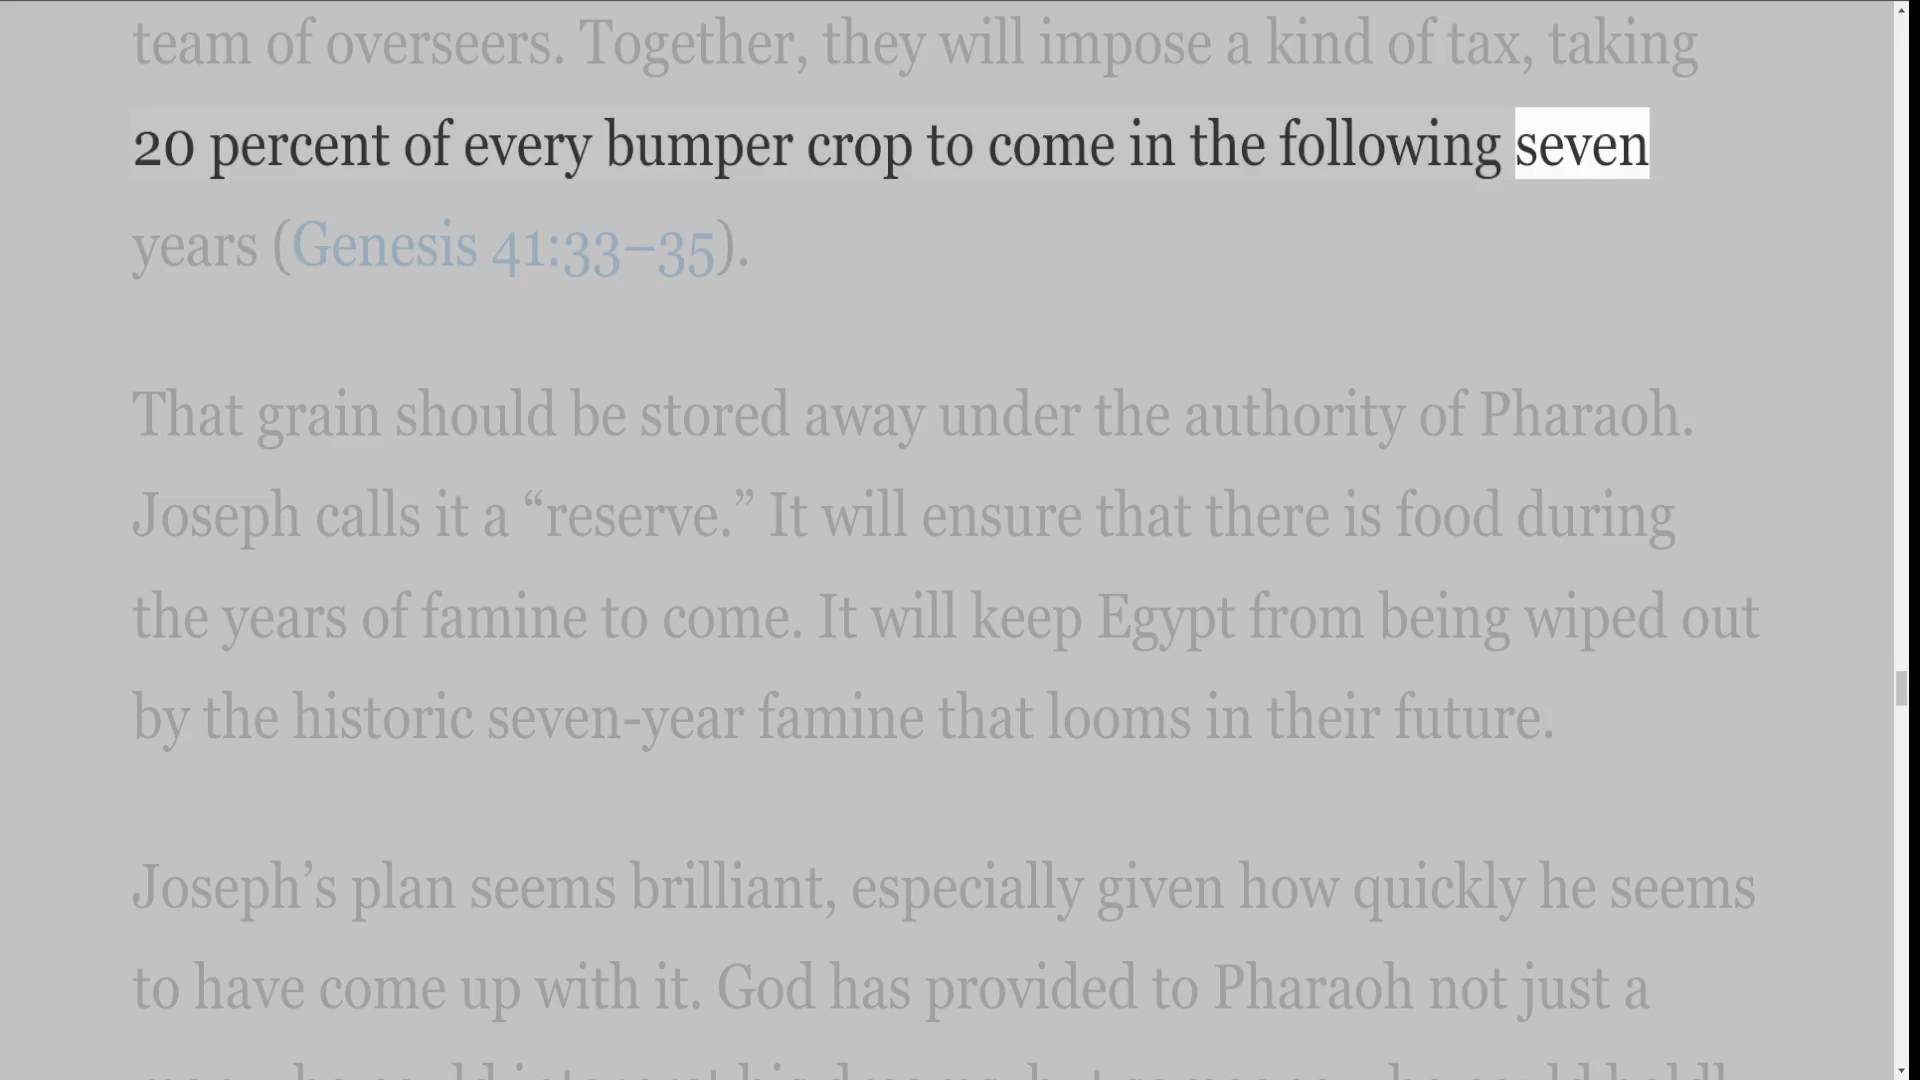 team of overseers. Together, they will impose a kind of tax, taking
20 percent of every bumper crop to come in the following seven
years (Genesis 41:33–35).
That grain should be stored away under the authority of Pharaoh.
Joseph calls it a “reserve.” It will ensure that there is food during
the years of famine to come. It will keep Egypt from being wiped out
by the historic seven-year famine that looms in their future.
Joseph’s plan seems brilliant, especially given how quickly he seems
to have come up with it. God has provided to Pharaoh not just a